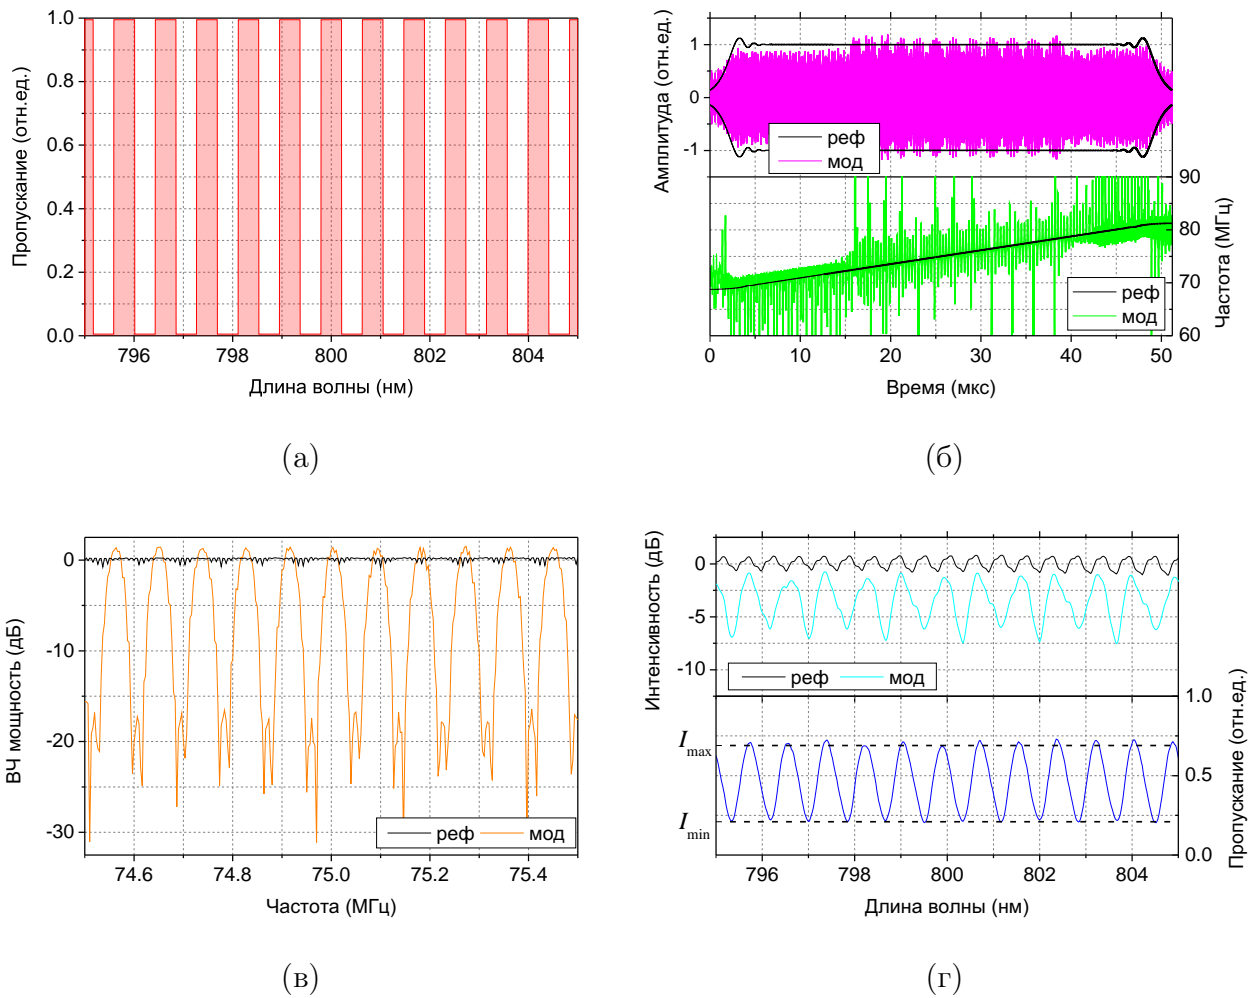 Пропускание (отн.ед.)
1.0
0.8
0.6
0.4
0.2
0.0
796 798 800 802 804
Длина волны (нм)
(а)
Амплитуда (отн.ед.)
1
0
-1
реф
мод
90
80
70
60
Частота (МГц)
реф
мод
0 10 20 30 40 50
Время (мкс)
(б)
ВЧ мощность (дБ)
0
-10
-20
-30
реф мод
74.6 74.8 75.0 75.2 75.4
Частота (МГц)
(в)
Интенсивность (дБ)
0
-5
-10
реф мод
Imax
Imin
1.0
0.5
0.0
Пропускание (отн.ед.)
796 798 800 802 804
Длина волны (нм)
(г)